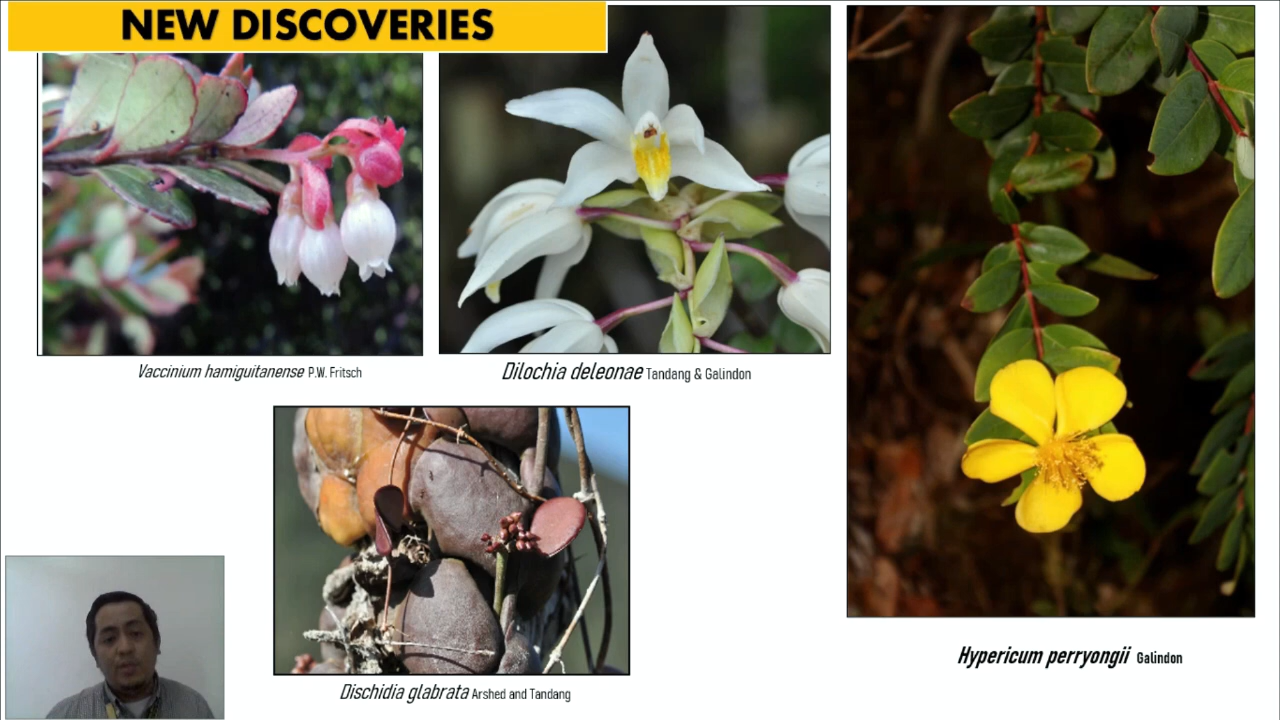 NEW DISCOVERIES
Vaccinium hamiguitanense P.W. Fritsch
Dilochia deleonae Tandang & Galindon
Dischidia glabrata Arshed and Tandang
Hypericum perryongii Galindon